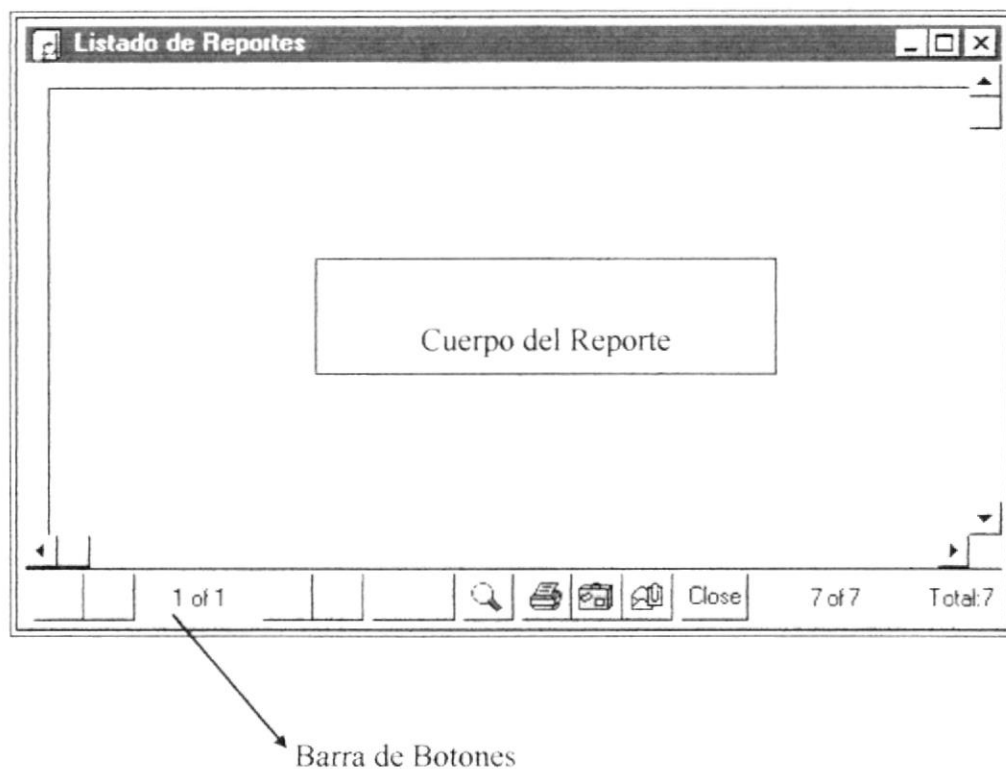 Listado de Reportes
Cuerpo del Reporte
1 of 1 Close 7 of 7 Total:7
Barra de Botones